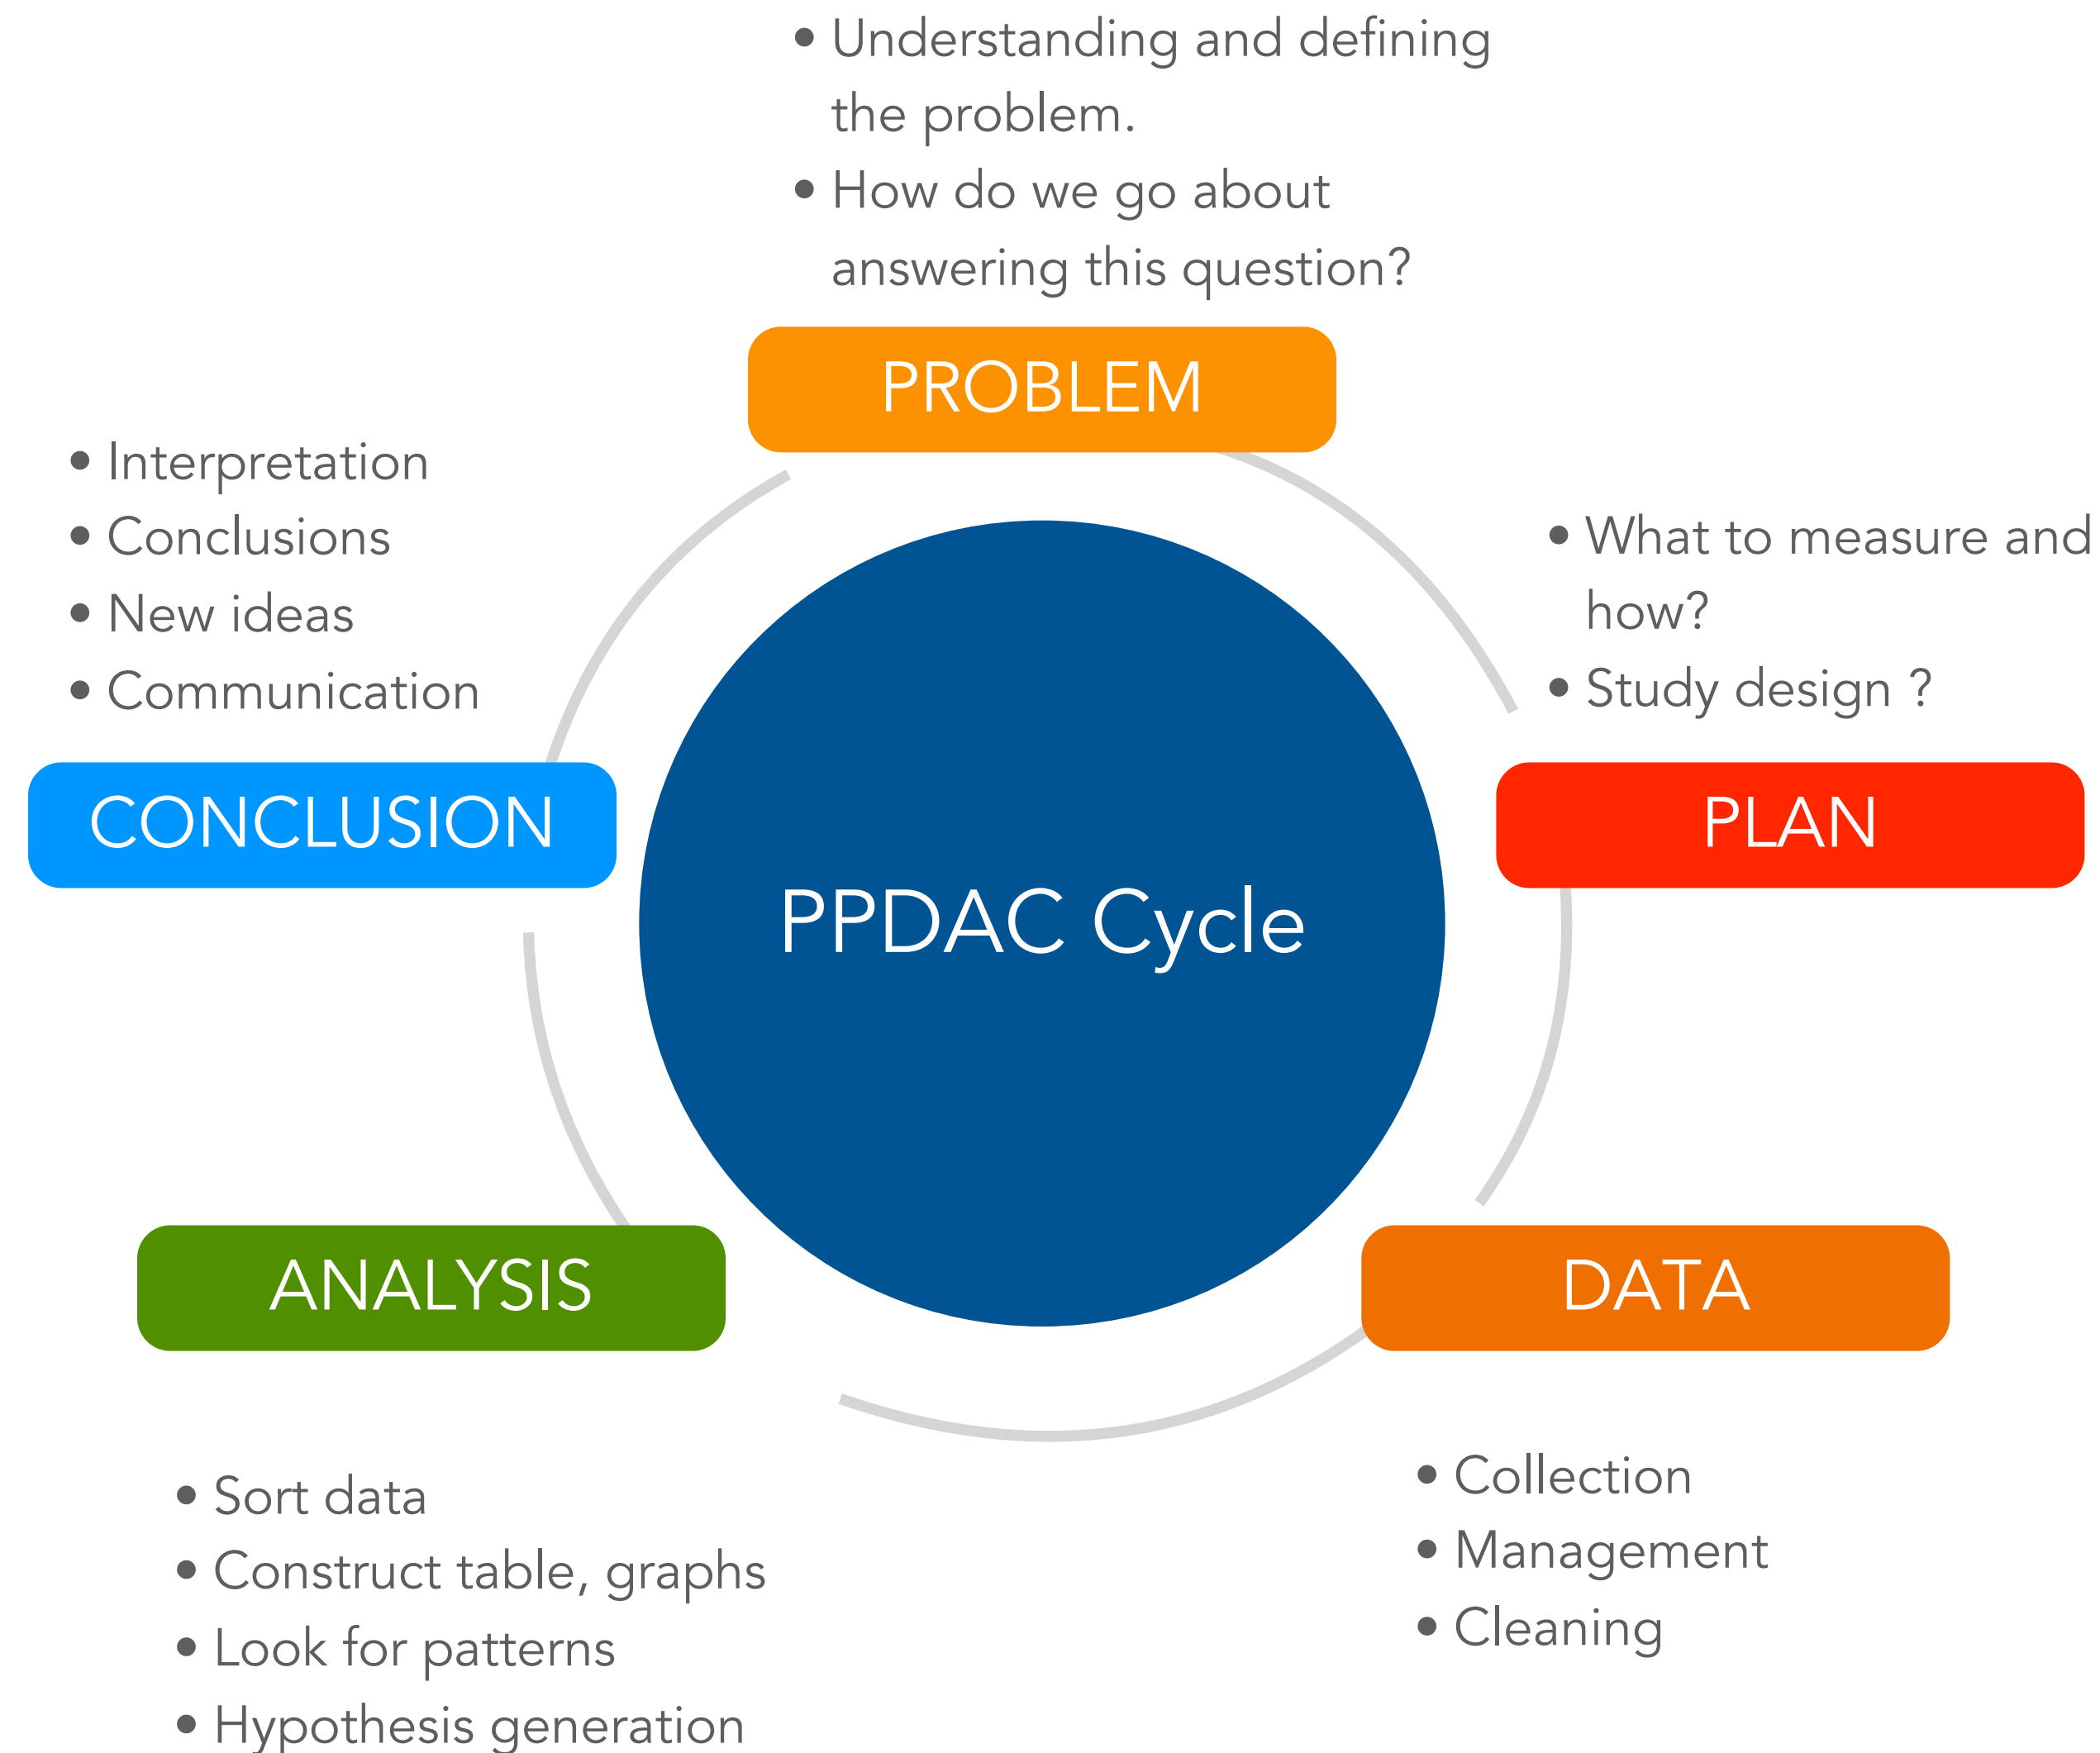 • Understanding and defining
the problem.
• How do we go about
answering this question?
PROBLEM
• What to measure and
how?
• Study design ?
PLAN
PPDAC Cycle
DATA
• Collection
• Management
• Cleaning
ANALYSIS
• Sort data
• Construct table, graphs
• Look for patterns
• Hypothesis generation
• Interpretation
• Conclusions
• New ideas
• Communication
CONCLUSION